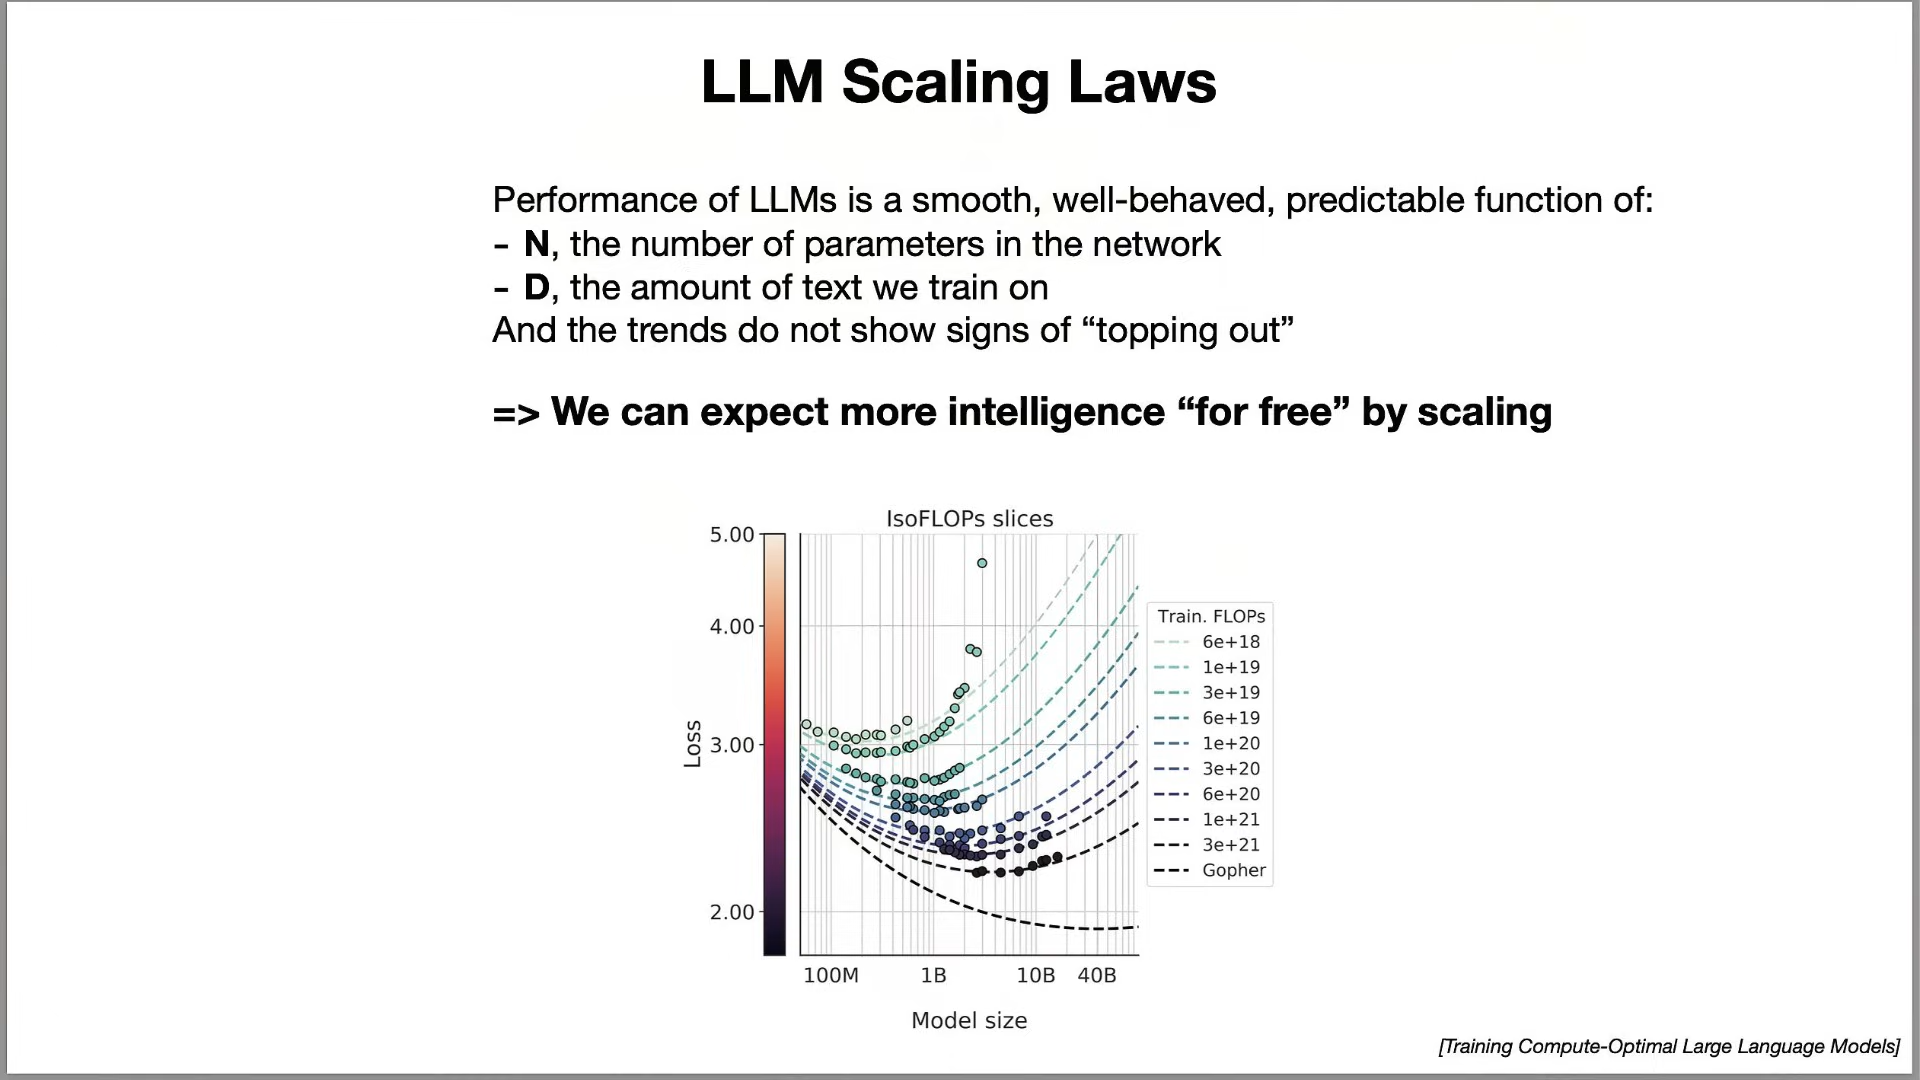 LLM Scaling Laws
Performance of LLMs is a smooth, well-behaved, predictable function of:
- N, the number of parameters in the network
- D, the amount of text we train on
And the trends do not show signs of “topping out”
=> We can expect more intelligence “for free” by scaling
IsoFLOPs slices
5.00
4.00
3.00
2.00
Loss
100M 1B 10B 40B
Model size
Train. FLOPs
6e+18
1e+19
3e+19
6e+19
1e+20
3e+20
6e+20
1e+21
3e+21
Gopher
[Training Compute-Optimal Large Language Models]